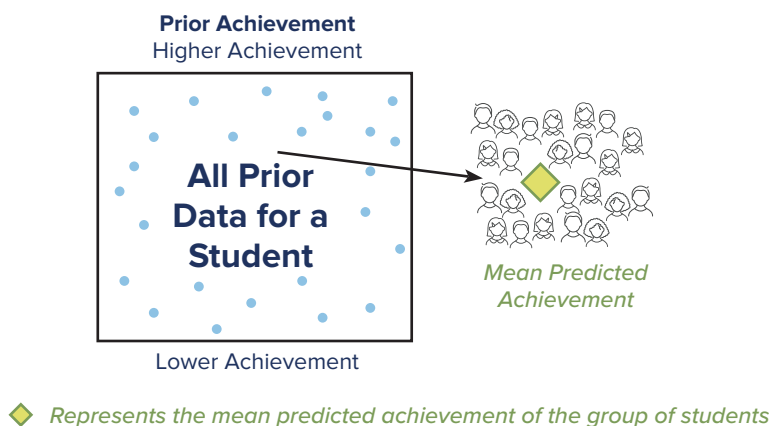 Prior Achievement
Higher Achievement
All Prior
Data for a
Student
Mean Predicted
Achievement
Lower Achievement
Represents the mean predicted achievement of the group of students